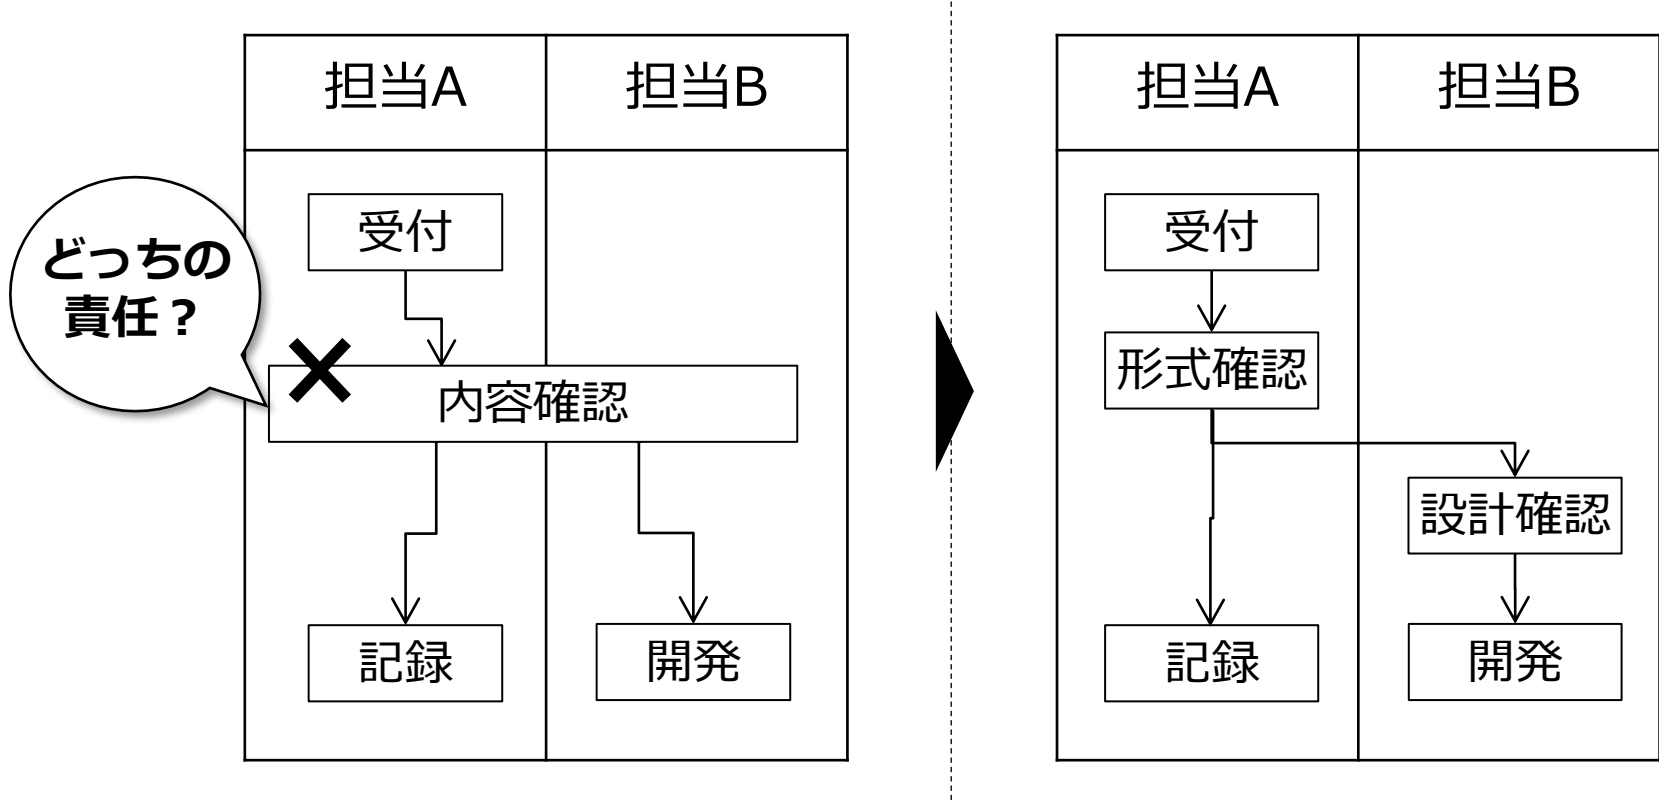 担当A
担当B
受付
どっちの
責任？
内容確認
記録
開発
担当A
担当B
受付
形式確認
設計確認
記録
開発